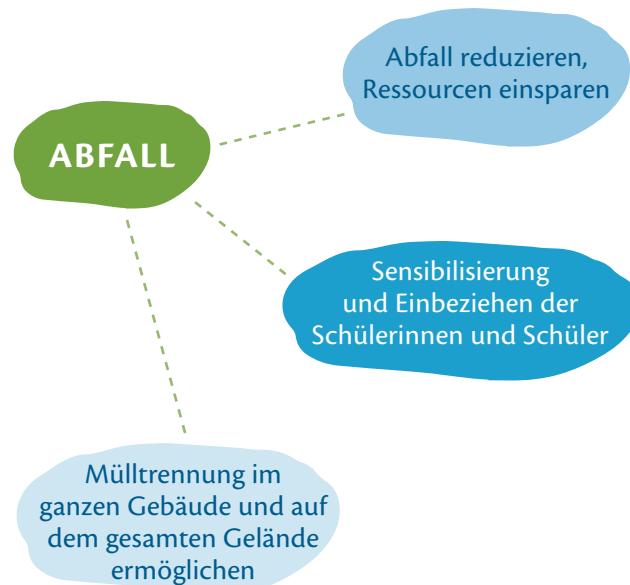 Abfall reduzieren,
Ressourcen einsparen
ABFALL
Sensibilisierung
und Einbeziehen der
Schülerinnen und Schüler
Mülltrennung im
ganzen Gebäude und auf
dem gesamten Gelände
ermöglichen